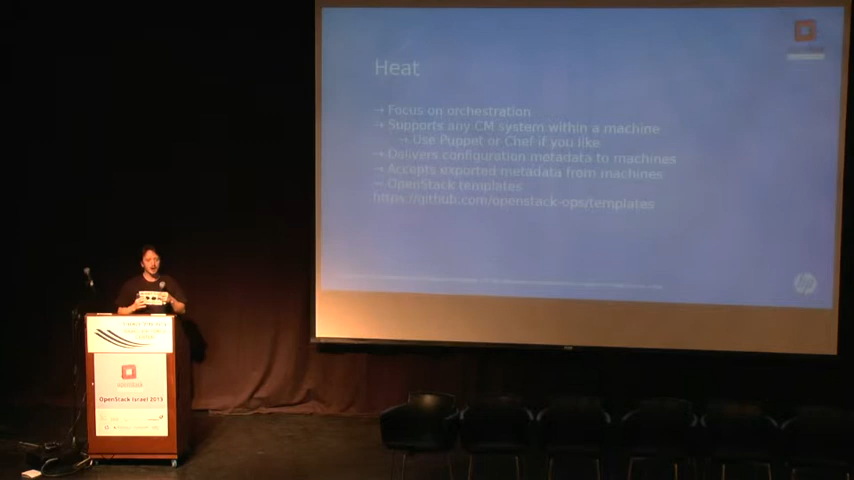 Heat
→ Focus on orchestration
→ Supports any CM system within a machine
→ Use Puppet or Chef if you like
→ Delivers configuration metadata to machines
→ Accepts exported metadata from machines
→ OpenStack templates
https://github.com/openstack-ops/templates
hp
openstack
OpenStack Israel 2013